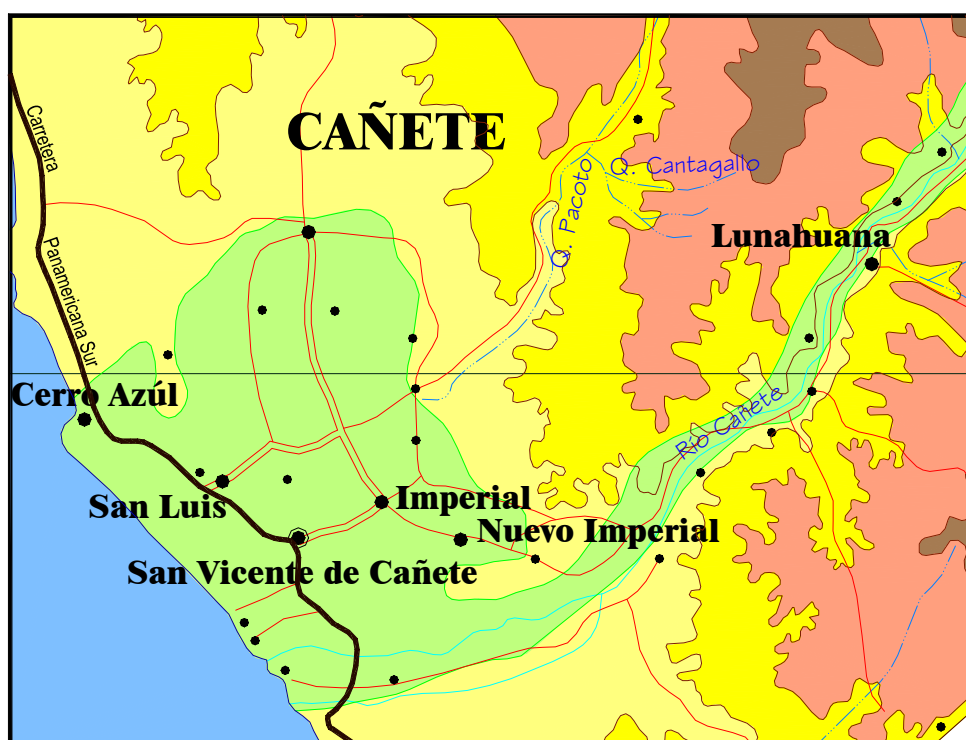 CAÑETE
Carretera
Panamericana Sur
Q. Cantagallo
Q. Pacoto
Lunahuana
Cerro Azúl
Río Cañete
San Luis
Imperial
Nuevo Imperial
San Vicente de Cañete